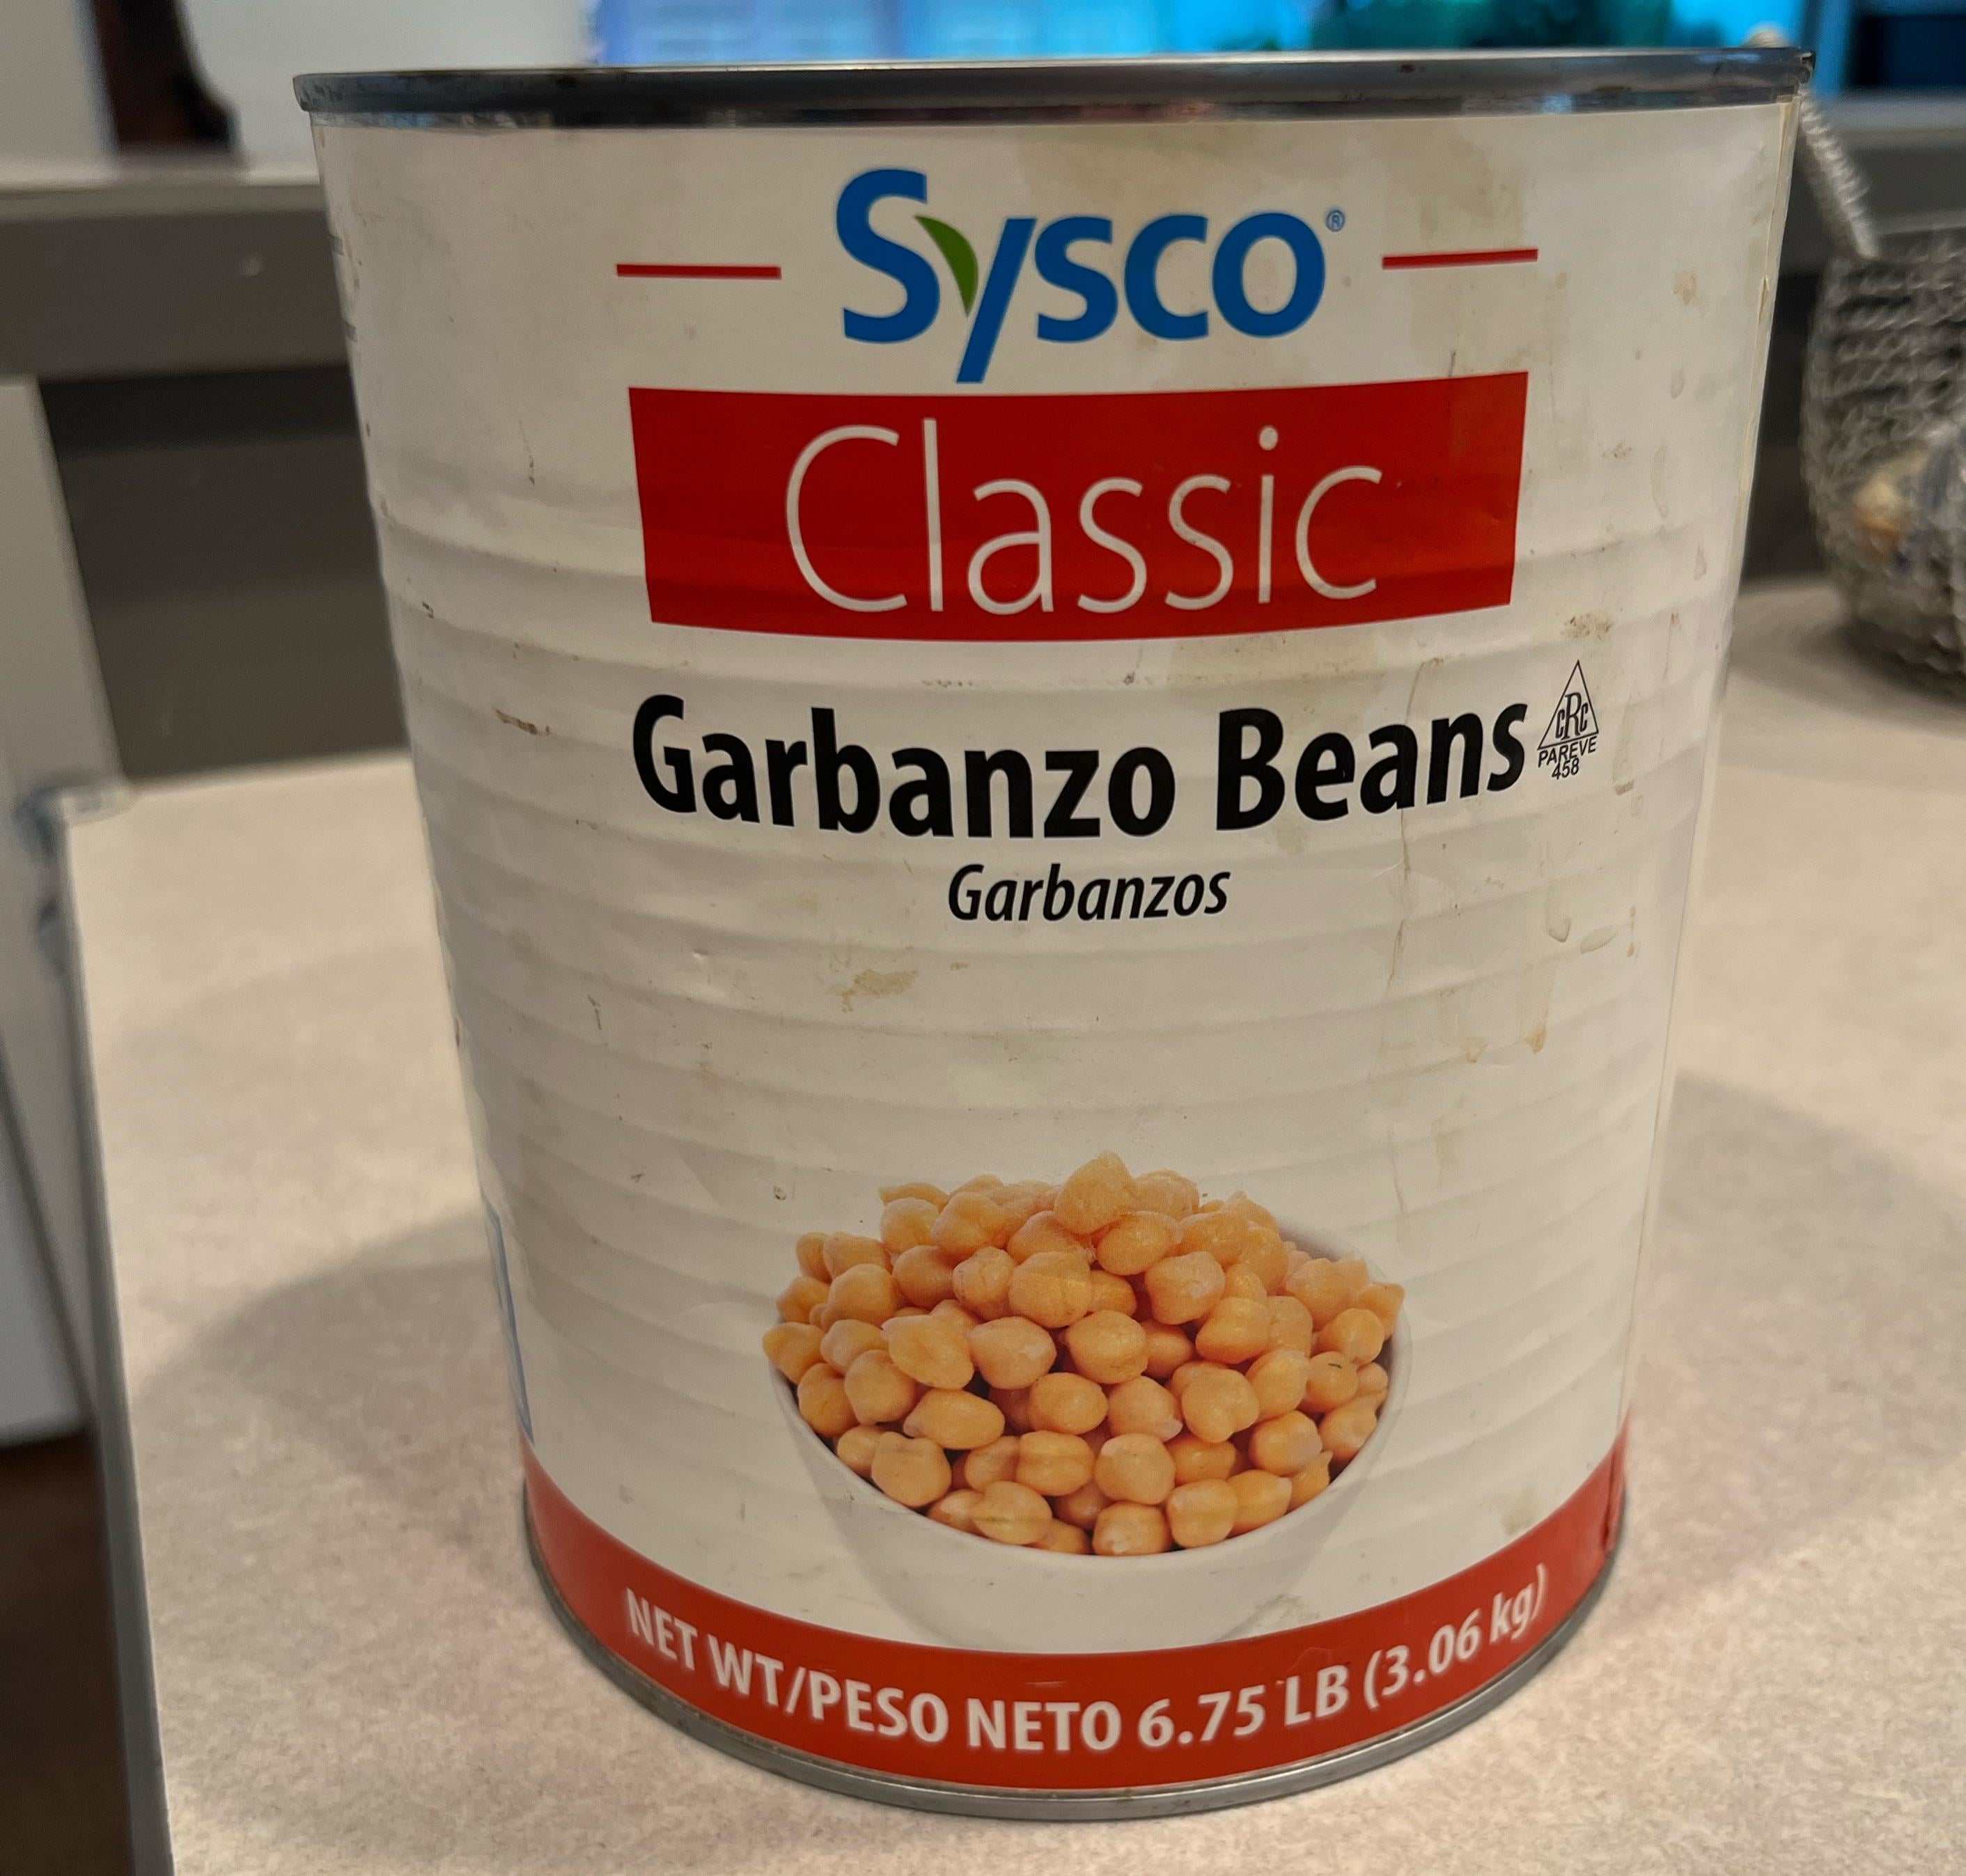 Sysco®
Classic
Garbanzo Beans
CRC
PAREVE
458
Garbanzos
NET WT/PESO NETO 6.75 LB (3.06 kg)